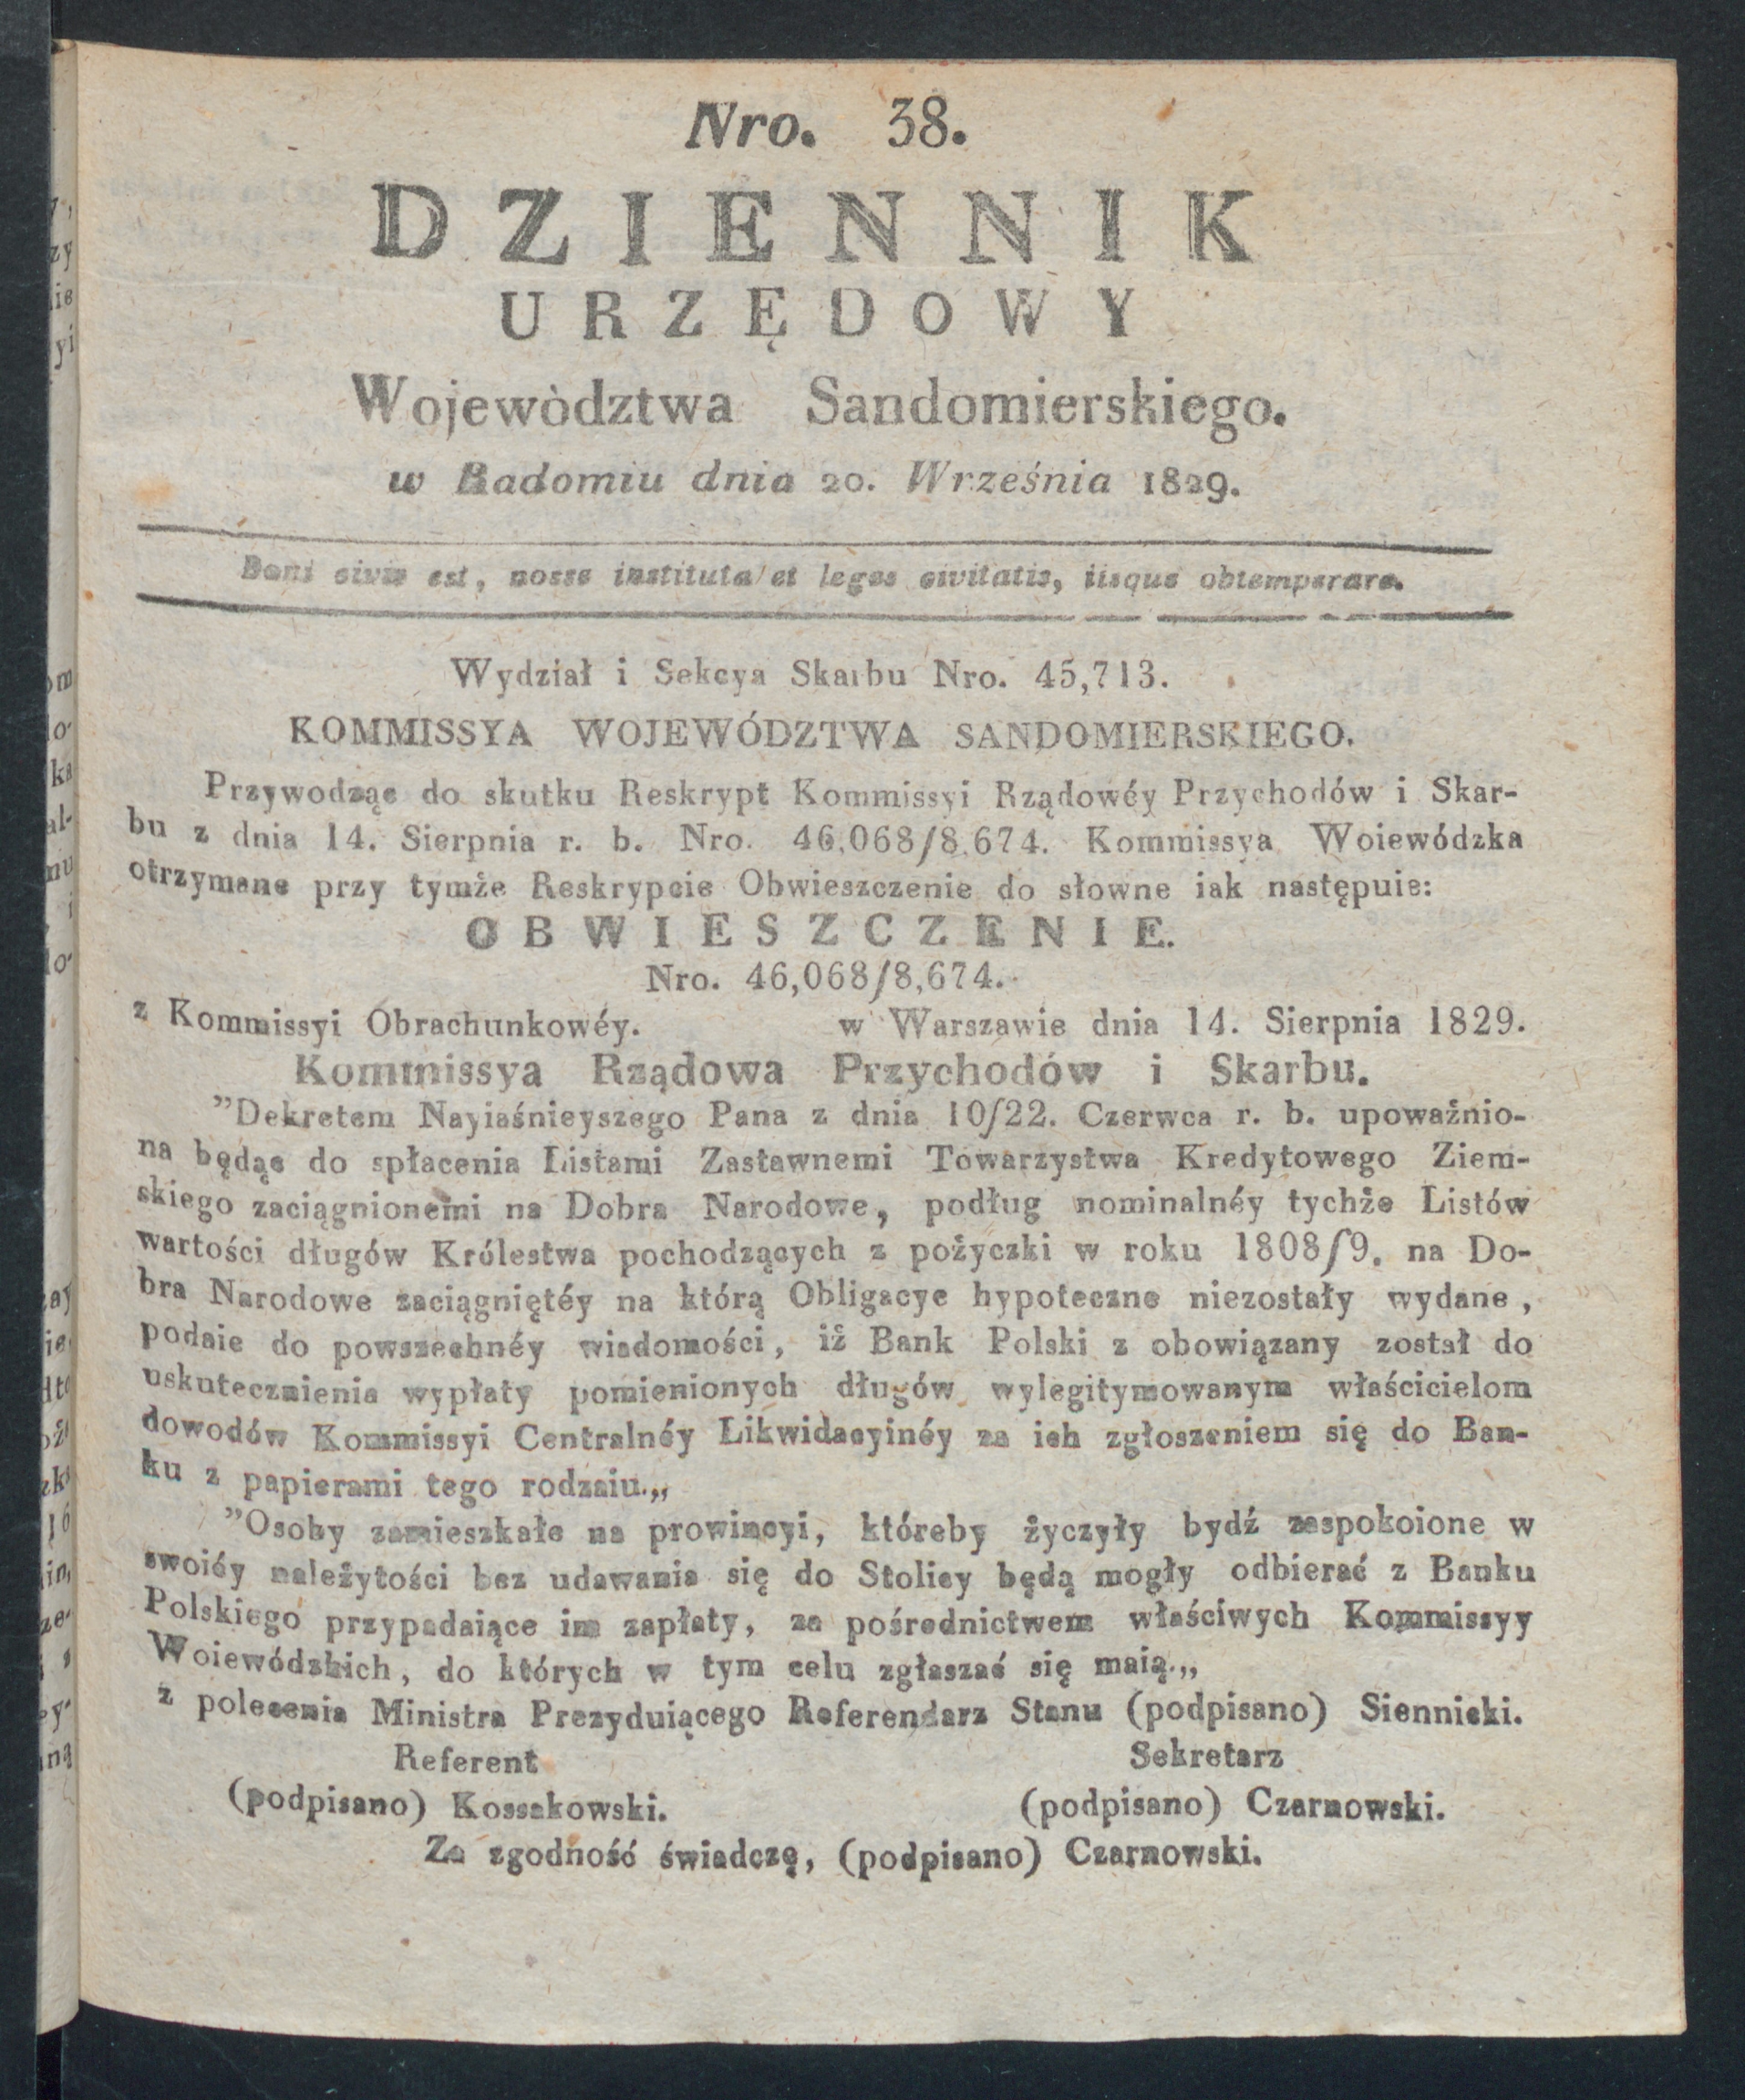 Nro. 38.
DZIENNIK
URZĘDOWY
Wojewòdztwa Sandomierskiego.
w Radomiu dnia 20. Września 1829.
Boni civis est, nosse instituta et leges civitatis, iisque obtemperare.
Wydział i Sekcya Skarbu Nro. 45,713.
KOMMISSYA WOJEWÓDZTWA SANDOMIERSKIEGO.
Przywodząc do skutku Reskrypt Kommissyi Rządowéy Przychodów i Skar-
bu z dnia 14. Sierpnia r. b. Nro. 46,068/8,674. Kommissya Woiewódzka
otrzymane przy tymże Reskrypcie Obwieszczenie do słowne iak następuie:
OBWIESZCZENIE.
Nro. 46,068/8,674.
z Kommissyi Obrachunkowéy. w Warszawie dnia 14. Sierpnia 1829.
Kommissya Rządowa Przychodów i Skarbu.
”Dekretem Nayiaśnieyszego Pana z dnia 10/22. Czerwca r. b. upoważnio-
na będąc do spłacenia Listami Zastawnemi Towarzystwa Kredytowego Ziem-
skiego zaciągnionemi na Dobra Narodowe, podług nominalnéy tychże Listów
wartości długów Królestwa pochodzących z pożyczki w roku 1808/9. na Do-
bra Narodowe zaciągniętéy na którą Obligacye hypoteczne niezostały wydane,
podaie do powszechnéy wiadomości, iż Bank Polski z obowiązany został do
uskutecznienia wypłaty pomienionych długów wylegitymowanym właścicielom
dowodów Kommissyi Centralnéy Likwidacyinéy za ich zgłoszeniem się do Ban-
ku z papierami tego rodzaiu.„
”Osoby zamieszkałe na prowincyi, któreby życzyły bydź zaspokoione w
swoiéy należytości bez udawania się do Stolicy będą mogły odbierać z Banku
Polskiego przypadaiące im zapłaty, za pośrednictwem właściwych Kommissyy
Woiewódzkich, do których w tym celu zgłaszać się maią.„
z polecenia Ministra Prezyduiącego Referendarz Stanu (podpisano) Siennicki.
Referent Sekretarz
(podpisano) Kossakowski. (podpisano) Czarnowski.
Za zgodność świadczę, (podpisano) Czarnowski.